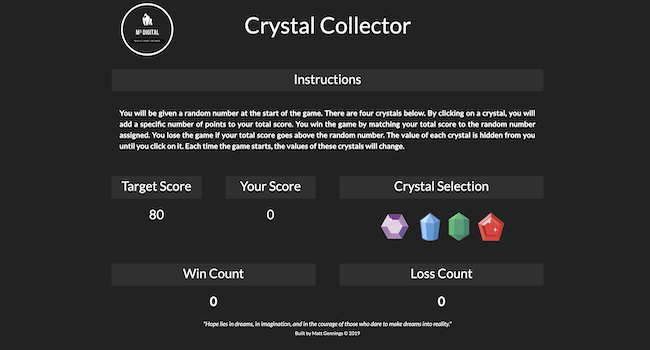 M² DIGITAL
Crystal Collector
Instructions
You will be given a random number at the start of the game. There are four crystals below. By clicking on a crystal, you will
add a specific number of points to your total score. You win the game by matching your total score to the random number
assigned. You lose the game if your total score goes above the random number. The value of each crystal is hidden from you
until you click on it. Each time the game starts, the values of these crystals will change.
Target Score
Your Score
Crystal Selection
80
0
Win Count
Loss Count
0
0
"Hope lies in dreams, in imagination, and in the courage of those who dare to make dreams into reality."
Built by Matt Gennings © 2019